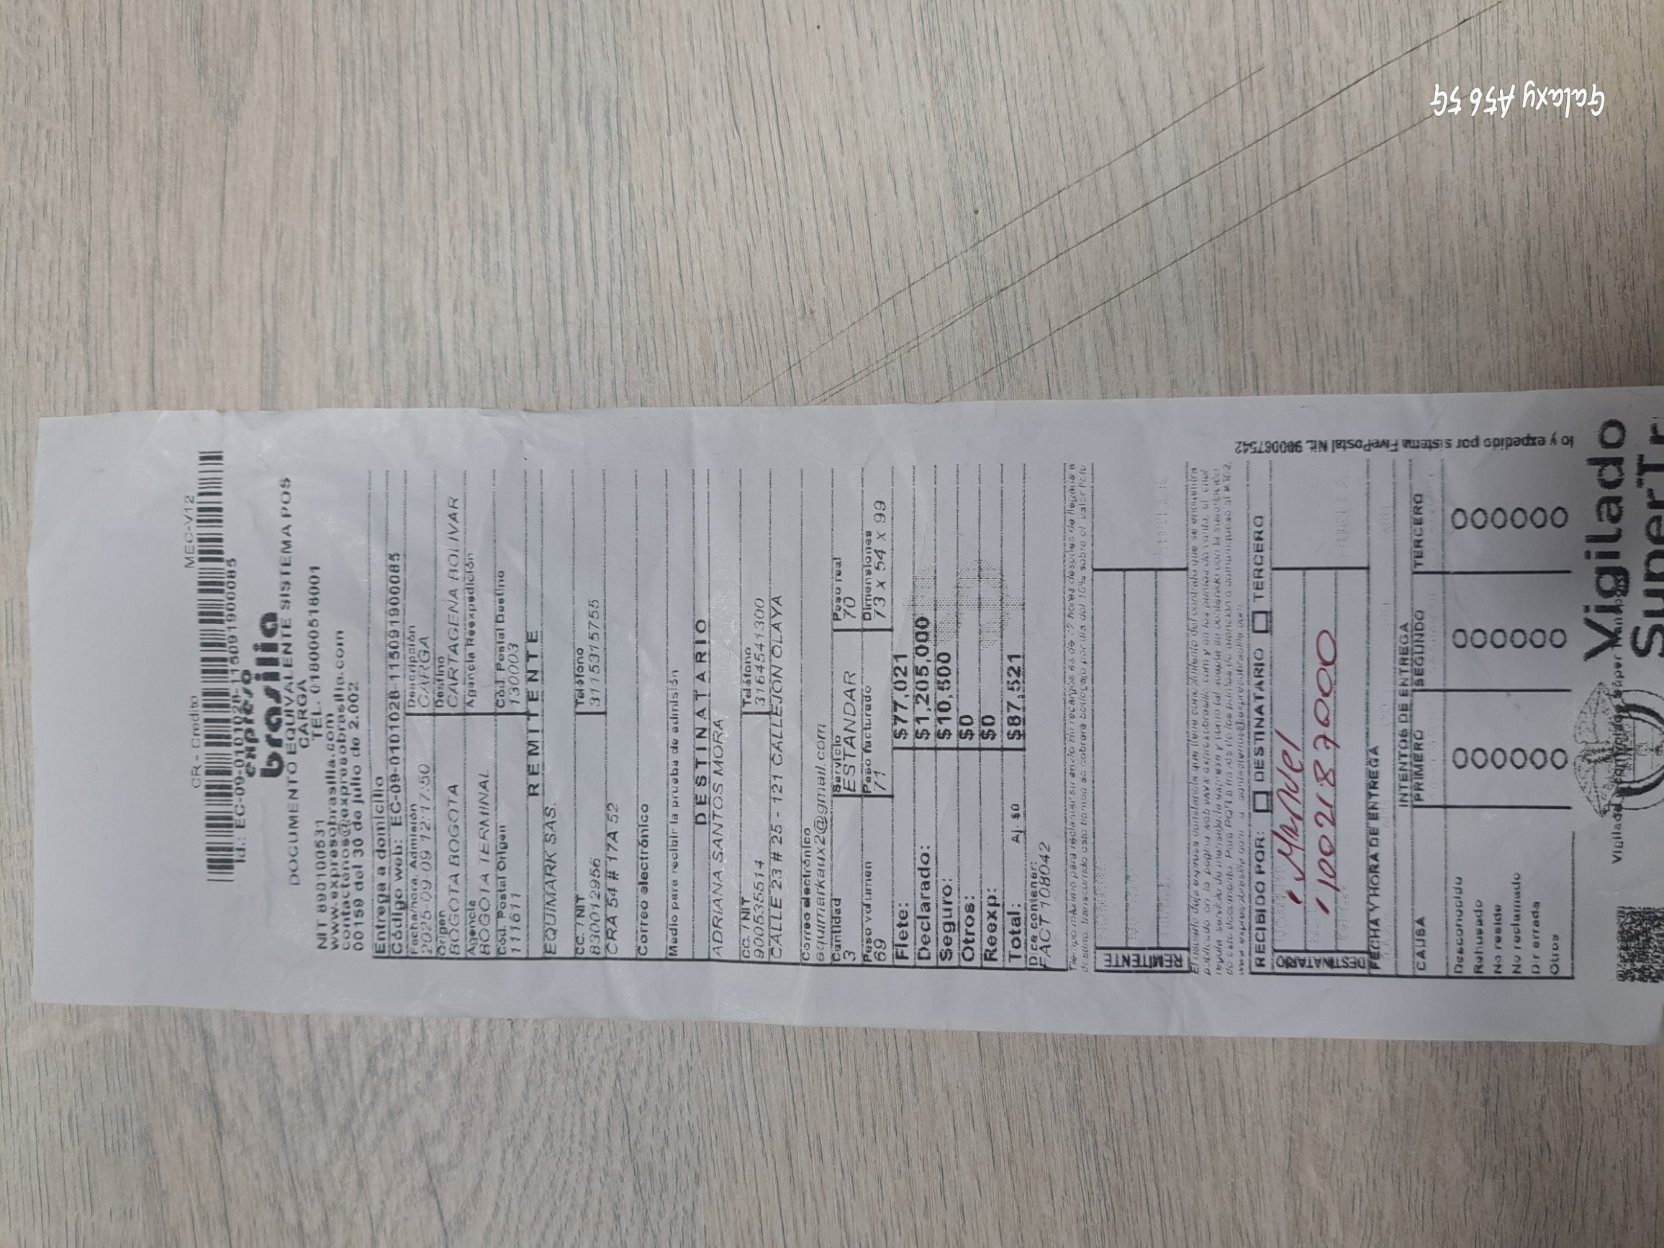 MEC-V12
CR - Credito
Id.: EC-09-0101028-115091900085
expreso
brasilia
DOCUMENTO EQUIVALENTE SISTEMA POS
CARGA
NIT 890100531 TEL. 018000518001
www.expresobrasilia.com
contactenos@expresobrasilia.com
00159 del 30 de julio de 2.002
Entrega a domicilio
Código web: EC-09-0101028-115091900085
Fecha/hora. Admisión Descripción
2025-09-09 12:17:50 CARGA
Origen Destino
BOGOTA BOGOTA CARTAGENA BOLIVAR
Agencia Agencia Reexpedición
BOGOTA TERMINAL
Cód. Postal Origen Cód. Postal Destino
111611 130003
REMITENTE
EQUIMARK SAS.
CC. / NIT Teléfono
830012956 3115315755
CRA 54 # 17A 52
Correo electrónico
Medio para recibir la prueba de admisión
DESTINATARIO
ADRIANA SANTOS MORA
CC. / NIT Teléfono
900535514 3164541300
CALLE 23 # 25 - 121 CALLEJON OLAYA
Correo electrónico
equimarkaux2@gmail.com
Cantidad Servicio Peso real
3 ESTANDAR 70
Peso volumen Peso facturado Dimensiones
69 71 73 x 54 x 99
Flete: $77,021
Declarado: $1,205,000
Seguro: $10,500
Otros: $0
Reexp: $0
Total: Aj. $0 $87,521
Dice contener:
FACT 108042
REMITENTE
RECIBIDO POR: DESTINATARIO TERCERO
DESTINATARIO
1002187000
FECHA Y HORA DE ENTREGA
INTENTOS DE ENTREGA
CAUSA PRIMERO SEGUNDO TERCERO
Desconocido
Rehusado
No reside
No reclamado
Dir errada
Otros
lo y expedido por sistema FivePostal Nit. 900087542
Vigilado
Galaxy A56 5G